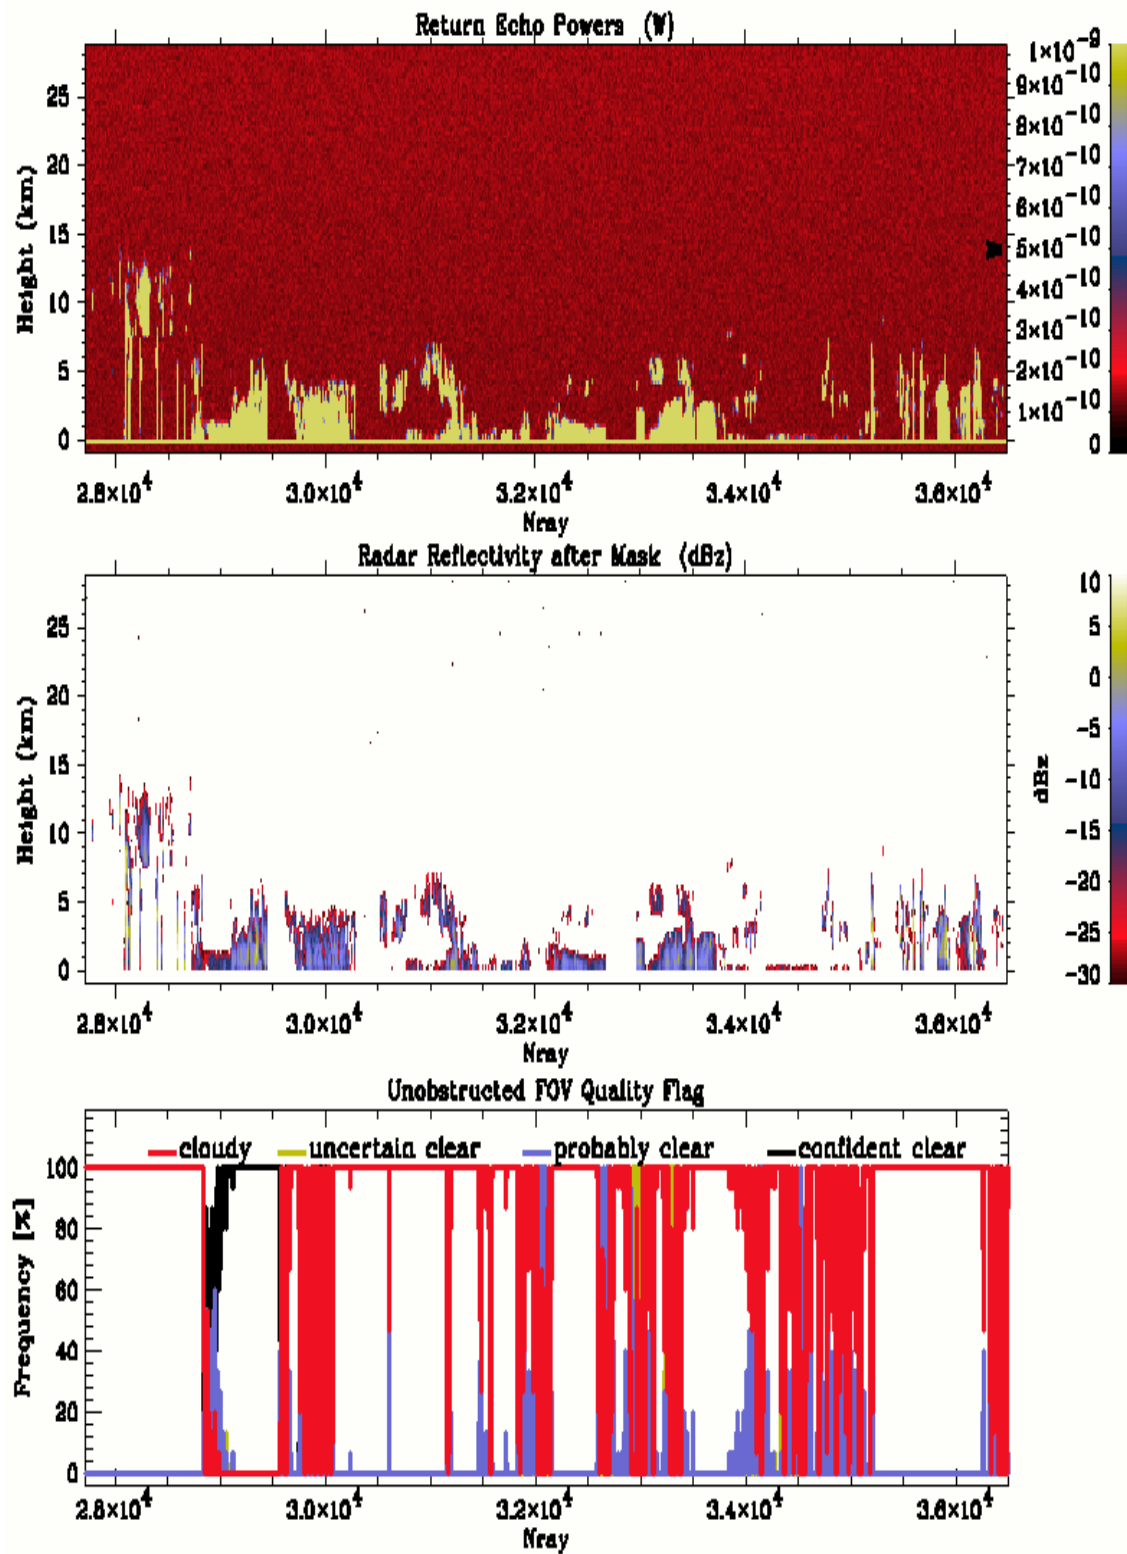 Return Echo Powers (W)
Height (km)
25
20
15
10
5
0
1×10⁻⁹
9×10⁻¹⁰
8×10⁻¹⁰
7×10⁻¹⁰
6×10⁻¹⁰
5×10⁻¹⁰
4×10⁻¹⁰
3×10⁻¹⁰
2×10⁻¹⁰
1×10⁻¹⁰
0
2.8×10⁴ 3.0×10⁴ 3.2×10⁴ 3.4×10⁴ 3.6×10⁴
Nray
Radar Reflectivity after Mask (dBz)
Height (km)
25
20
15
10
5
0
dBz
10
5
0
-5
-10
-15
-20
-25
-30
2.8×10⁴ 3.0×10⁴ 3.2×10⁴ 3.4×10⁴ 3.6×10⁴
Nray
Unobstructed FOV Quality Flag
cloudy uncertain clear probably clear confident clear
Frequency [%]
100
80
60
40
20
0
2.8×10⁴ 3.0×10⁴ 3.2×10⁴ 3.4×10⁴ 3.6×10⁴
Nray